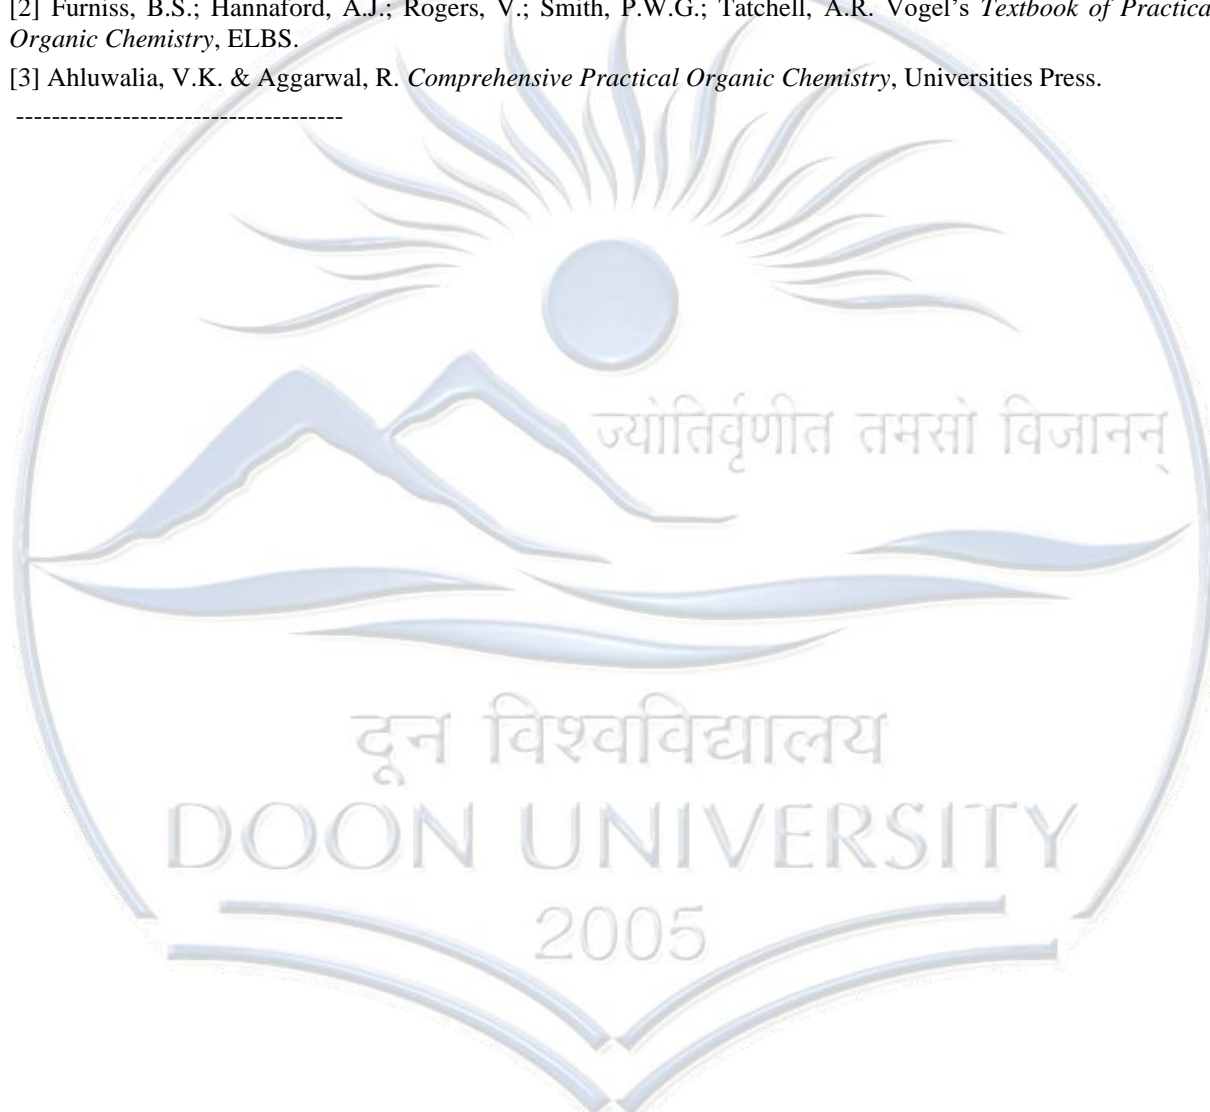 [2] Furniss, B.S.; Hannaford, A.J.; Rogers, V.; Smith, P.W.G.; Tatchell, A.R. Vogel's Textbook of Practica
Organic Chemistry, ELBS.
[3] Ahluwalia, V.K. & Aggarwal, R. Comprehensive Practical Organic Chemistry, Universities Press.
-------------------------------------
ज्योतिर्वृणीत तमसो विजानन्
दून विश्वविद्यालय
DOON UNIVERSITY
2005